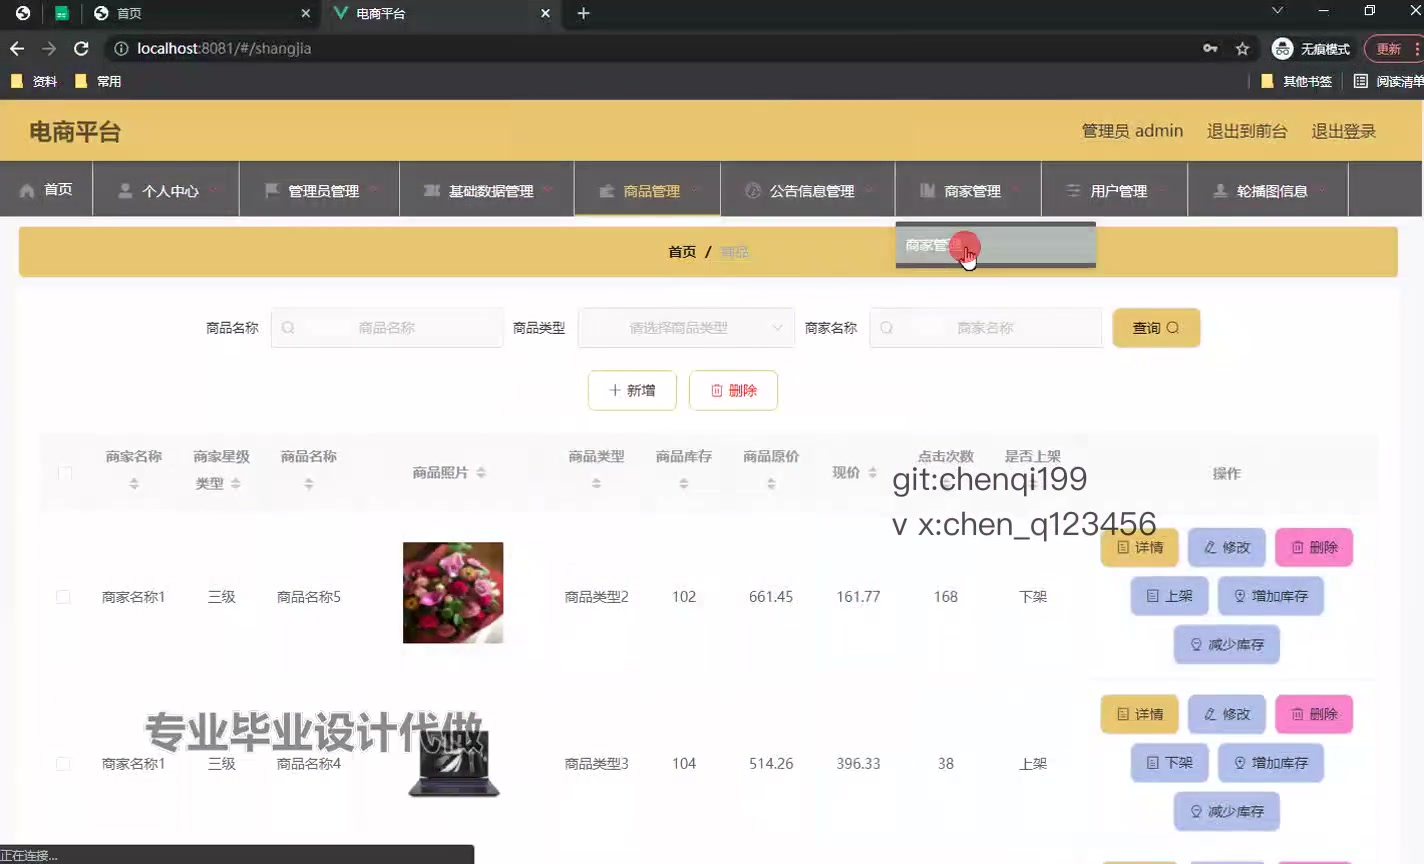 首页
电商平台
localhost:8081/#/shangjia
无痕模式
更新
资料
常用
其他书签
阅读清单
电商平台
管理员 admin
退出到前台
退出登录
首页
个人中心
管理员管理
基础数据管理
商品管理
公告信息管理
商家管理
用户管理
轮播图信息
首页 / 商品
商家管理
商品名称
商品名称
商品类型
请选择商品类型
商家名称
商家名称
查询
新增
删除
商家名称
商家星级类型
商品名称
商品照片
商品类型
商品库存
商品原价
现价
点击次数
是否上架
操作
git:chenqi199
v x:chen_q123456
商家名称1
三级
商品名称5
商品类型2
102
661.45
161.77
168
下架
详情
修改
删除
上架
增加库存
减少库存
专业毕业设计代做
商家名称1
三级
商品名称4
商品类型3
104
514.26
396.33
38
上架
详情
修改
删除
下架
增加库存
减少库存
正在连接...